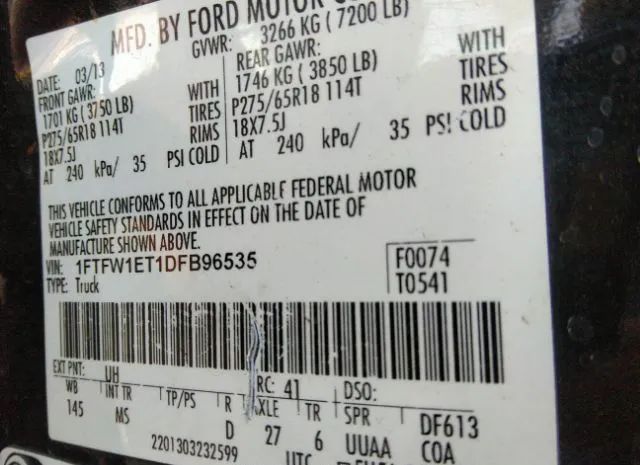 MFD. BY FORD MOTOR
GVWR: 3266 KG (7200 LB)
DATE: 03/13
FRONT GAWR: REAR GAWR:
1701 KG (3750 LB) WITH 1746 KG (3850 LB) WITH
P275/65R18 114T TIRES P275/65R18 114T TIRES
18X7.5J RIMS 18X7.5J RIMS
AT 240 kPa/ 35 PSI COLD AT 240 kPa/ 35 PSI COLD
THIS VEHICLE CONFORMS TO ALL APPLICABLE FEDERAL MOTOR
VEHICLE SAFETY STANDARDS IN EFFECT ON THE DATE OF
MANUFACTURE SHOWN ABOVE.
VIN: 1FTFW1ET1DFB96535 F0074
TYPE: Truck T0541
EXT PNT: UH RC: 41 DSO:
WB INT TR TP/PS R AXLE TR SPR DF613
145 MS D 27 6 UUAA COA
2201303232599 UTC